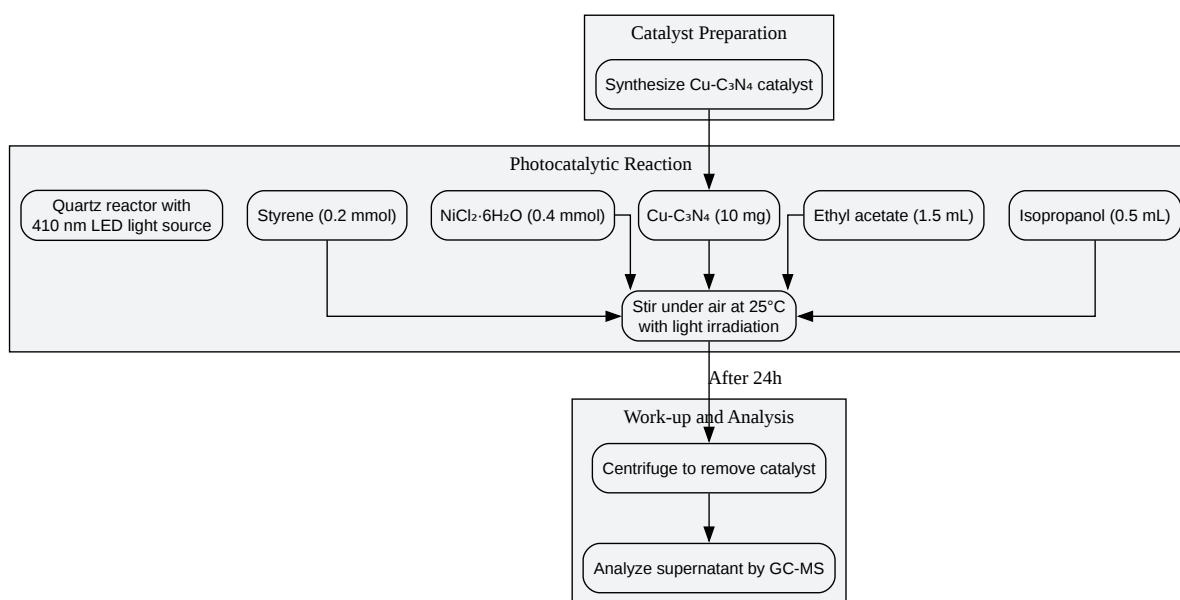 Catalyst Preparation
Synthesize Cu-C₃N₄ catalyst
Photocatalytic Reaction
Quartz reactor with
410 nm LED light source
Styrene (0.2 mmol)
NiCl₂·6H₂O (0.4 mmol)
Cu-C₃N₄ (10 mg)
Ethyl acetate (1.5 mL)
Isopropanol (0.5 mL)
Stir under air at 25°C
with light irradiation
After 24h
Work-up and Analysis
Centrifuge to remove catalyst
Analyze supernatant by GC-MS